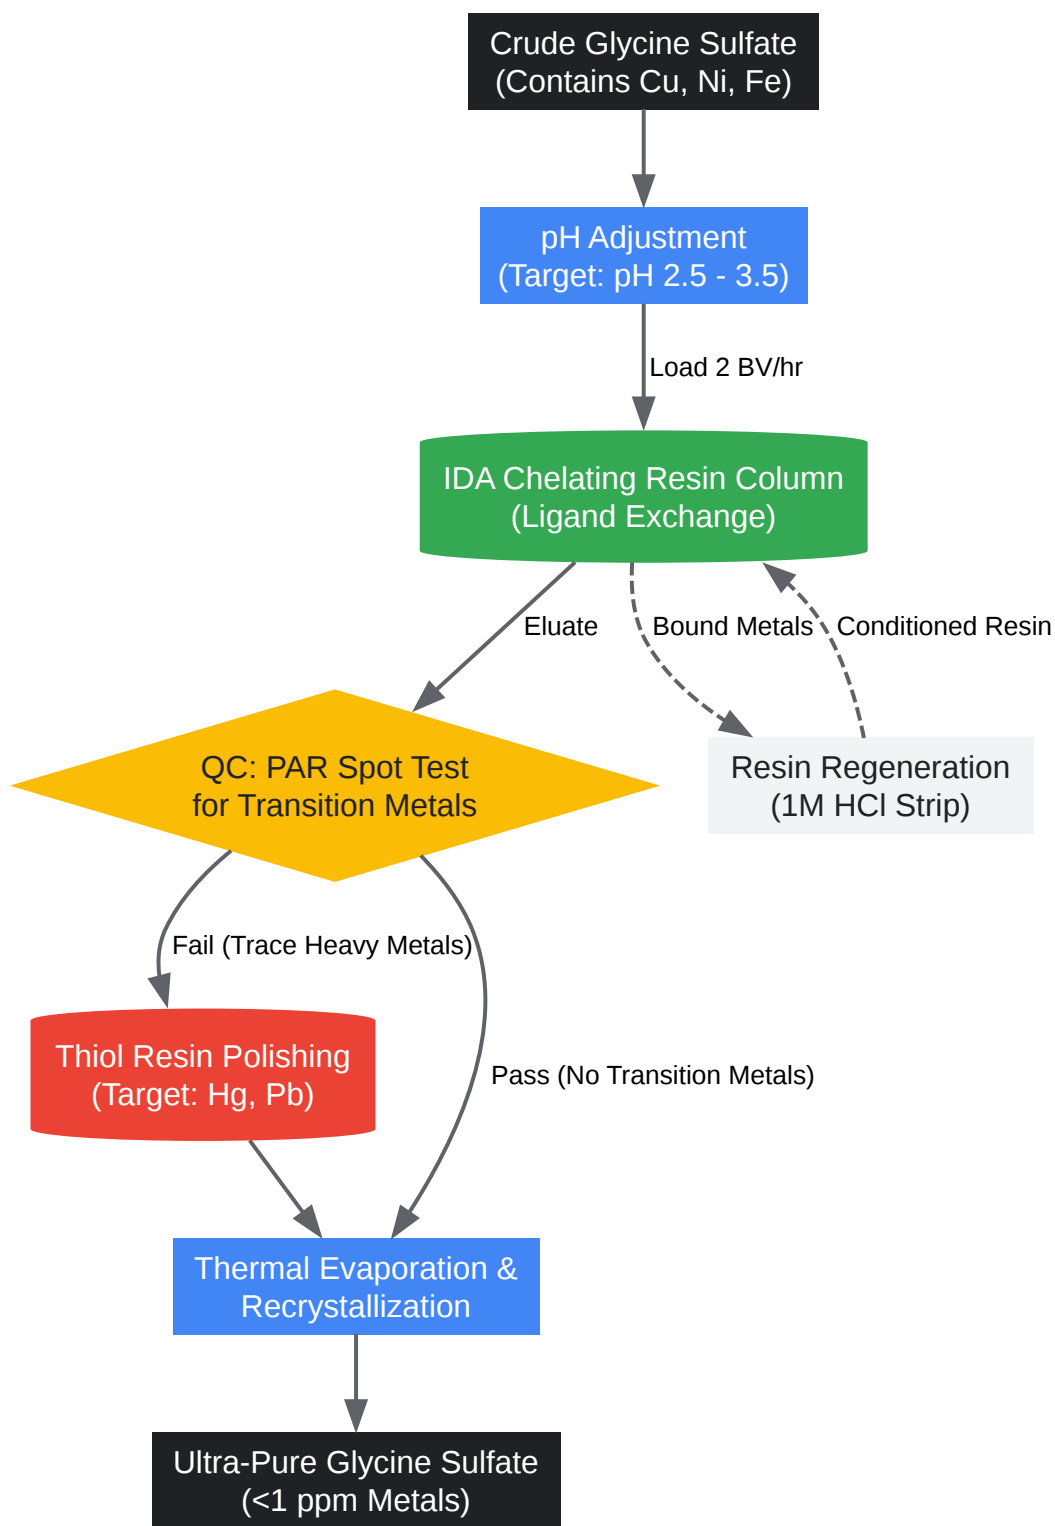 Crude Glycine Sulfate
(Contains Cu, Ni, Fe)
pH Adjustment
(Target: pH 2.5 - 3.5)
Load 2 BV/hr
IDA Chelating Resin Column
(Ligand Exchange)
Eluate
Bound Metals
Conditioned Resin
QC: PAR Spot Test
for Transition Metals
Resin Regeneration
(1M HCl Strip)
Fail (Trace Heavy Metals)
Thiol Resin Polishing
(Target: Hg, Pb)
Pass (No Transition Metals)
Thermal Evaporation &
Recrystallization
Ultra-Pure Glycine Sulfate
(<1 ppm Metals)